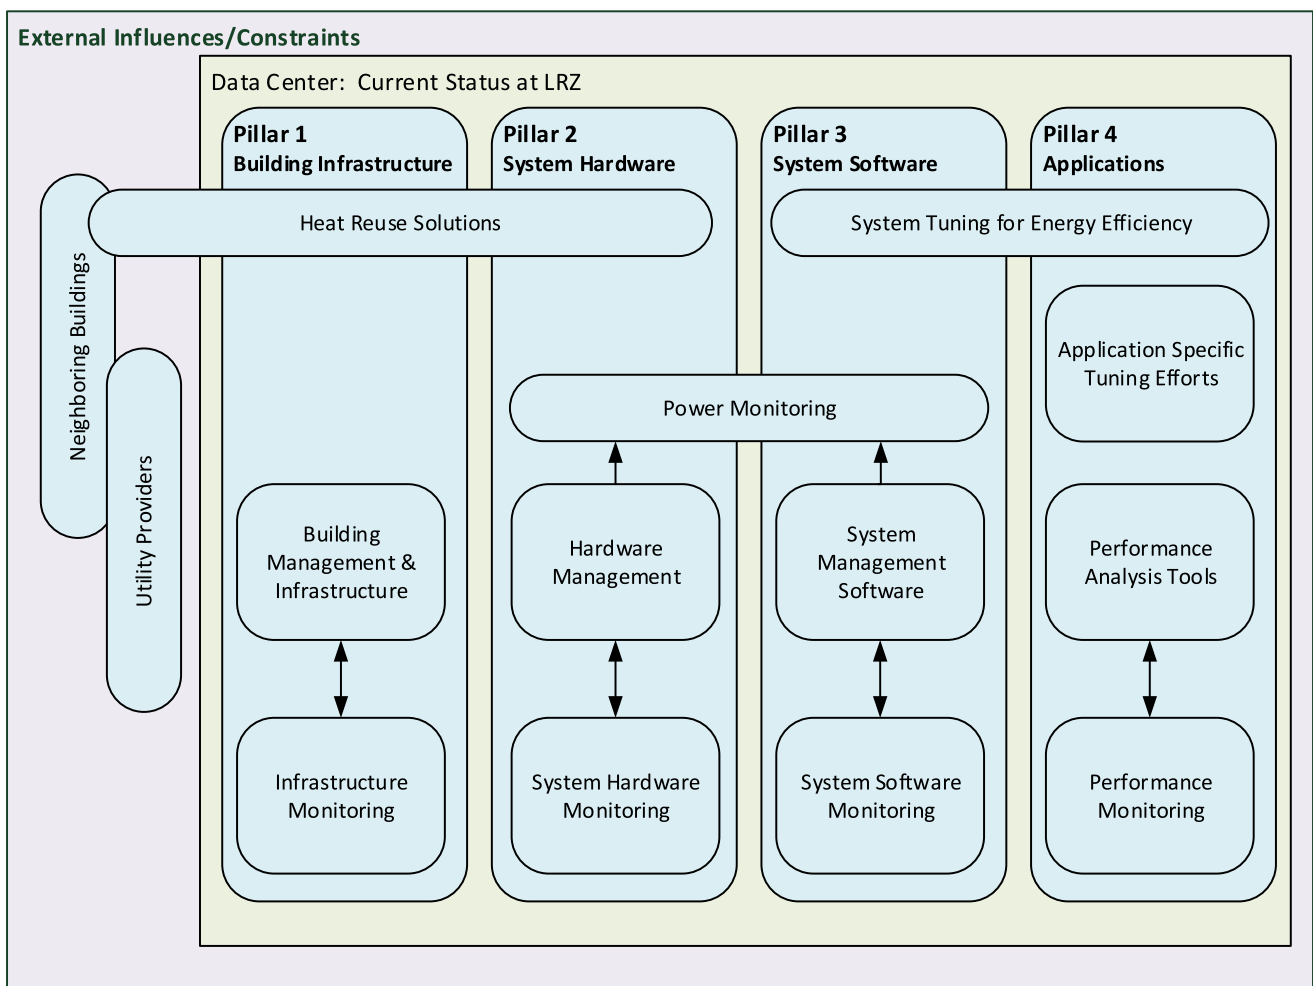 External Influences/Constraints
Data Center: Current Status at LRZ
Pillar 1
Building Infrastructure
Pillar 2
System Hardware
Pillar 3
System Software
Pillar 4
Applications
Heat Reuse Solutions
System Tuning for Energy Efficiency
Neighboring Buildings
Utility Providers
Application Specific
Tuning Efforts
Power Monitoring
Building
Management &
Infrastructure
Hardware
Management
System
Management
Software
Performance
Analysis Tools
Infrastructure
Monitoring
System Hardware
Monitoring
System Software
Monitoring
Performance
Monitoring